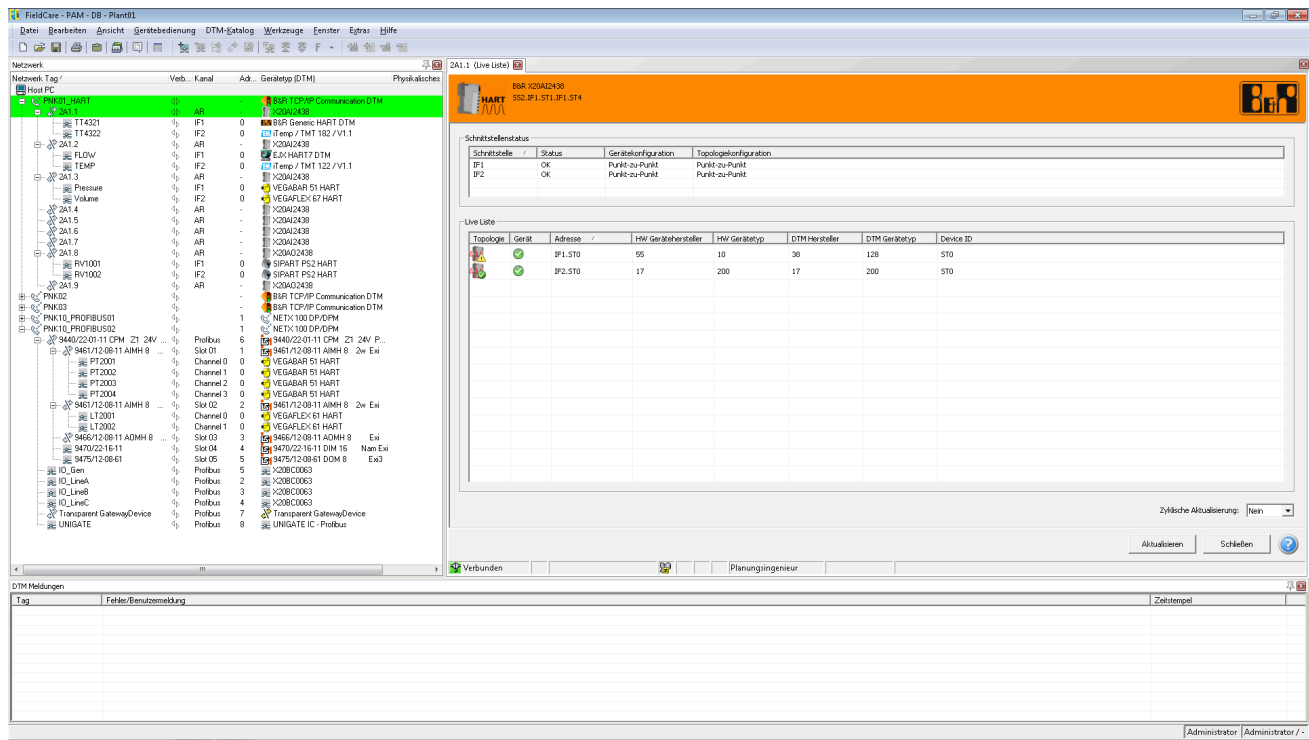 FieldCare - PAM - DB - Plant01
Datei Bearbeiten Ansicht Gerätebedienung DTM-Katalog Werkzeuge Fenster Extras Hilfe
Netzwerk
Netzwerk Tag / Verb... Kanal Adr... Gerätetyp (DTM) Physikalisches
Host PC
PNK01_HART - B&R TCP/IP Communication DTM
2A1.1 AR - X20AI2438
TT4321 IF1 0 B&R Generic HART DTM
TT4322 IF2 0 iTemp / TMT 182 / V1.1
2A1.2 AR - X20AI2438
FLOW IF1 0 EJX HART7 DTM
TEMP IF2 0 iTemp / TMT 122 / V1.1
2A1.3 AR - X20AI2438
Pressure IF1 0 VEGABAR 51 HART
Volume IF2 0 VEGAFLEX 67 HART
2A1.4 AR - X20AI2438
2A1.5 AR - X20AI2438
2A1.6 AR - X20AI2438
2A1.7 AR - X20AI2438
2A1.8 AR - X20AO2438
RV1001 IF1 0 SIPART PS2 HART
RV1002 IF2 0 SIPART PS2 HART
2A1.9 AR - X20AO2438
PNK02 - B&R TCP/IP Communication DTM
PNK03 - B&R TCP/IP Communication DTM
PNK10_PROFIBUS01 1 NETX 100 DP/DPM
PNK10_PROFIBUS02 1 NETX 100 DP/DPM
9440/22-01-11 CPM Z1 24V ... Profibus 6 9440/22-01-11 CPM Z1 24V P...
9461/12-08-11 AIMH 8 ... Slot 01 1 9461/12-08-11 AIMH 8 2w Exi
PT2001 Channel 0 0 VEGABAR 51 HART
PT2002 Channel 1 0 VEGABAR 51 HART
PT2003 Channel 2 0 VEGABAR 51 HART
PT2004 Channel 3 0 VEGABAR 51 HART
9461/12-08-11 AIMH 8 ... Slot 02 2 9461/12-08-11 AIMH 8 2w Exi
LT2001 Channel 0 0 VEGAFLEX 61 HART
LT2002 Channel 1 0 VEGAFLEX 61 HART
9466/12-08-11 AOMH 8 ... Slot 03 3 9466/12-08-11 AOMH 8 Exi
9470/22-16-11 Slot 04 4 9470/22-16-11 DIM 16 Nam Exi
9475/12-08-61 Slot 05 5 9475/12-08-61 DOM 8 Exi3
IO_Gen Profibus 5 X20BC0063
IO_LineA Profibus 2 X20BC0063
IO_LineB Profibus 3 X20BC0063
IO_LineC Profibus 4 X20BC0063
Transparent GatewayDevice Profibus 7 Transparent GatewayDevice
UNIGATE Profibus 8 UNIGATE IC - Profibus
2A1.1 (Live Liste)
HART
B&R X20AI2438
SS2.IF1.ST1.IF1.ST4
B&R
Schnittstellenstatus
Schnittstelle / Status Gerätekonfiguration Topologiekonfiguration
IF1 OK Punkt-zu-Punkt Punkt-zu-Punkt
IF2 OK Punkt-zu-Punkt Punkt-zu-Punkt
Live Liste
Topologie Gerät Adresse / HW Gerätehersteller HW Gerätetyp DTM Hersteller DTM Gerätetyp Device ID
IF1.ST0 55 10 38 128 ST0
IF2.ST0 17 200 17 200 ST0
Zyklische Aktualisierung: Nein
Aktualisieren Schließen ?
Verbunden Planungsingenieur
DTM Meldungen
Tag Fehler/Benutzermeldung Zeitstempel
Administrator Administrator / -